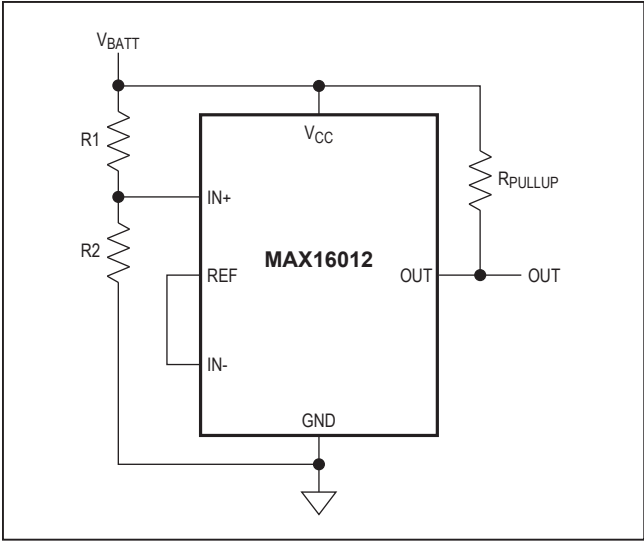 VBATT
R1
VCC
RPULLUP
IN+
R2
MAX16012
REF
OUT
OUT
IN-
GND